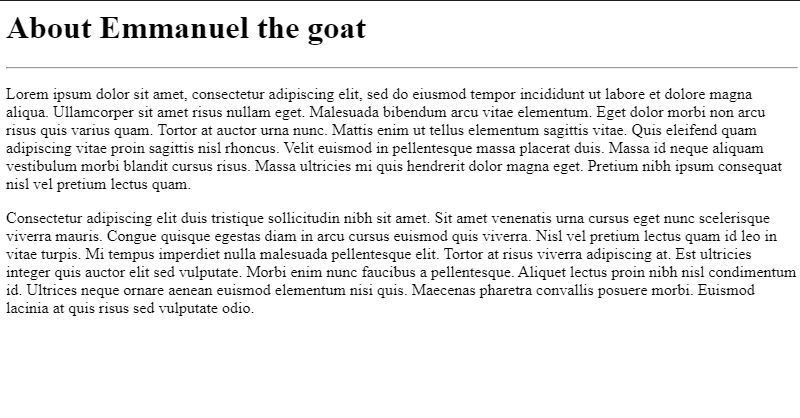 About Emmanuel the goat
Lorem ipsum dolor sit amet, consectetur adipiscing elit, sed do eiusmod tempor incididunt ut labore et dolore magna
aliqua. Ullamcorper sit amet risus nullam eget. Malesuada bibendum arcu vitae elementum. Eget dolor morbi non arcu
risus quis varius quam. Tortor at auctor urna nunc. Mattis enim ut tellus elementum sagittis vitae. Quis eleifend quam
adipiscing vitae proin sagittis nisl rhoncus. Velit euismod in pellentesque massa placerat duis. Massa id neque aliquam
vestibulum morbi blandit cursus risus. Massa ultricies mi quis hendrerit dolor magna eget. Pretium nibh ipsum consequat
nisl vel pretium lectus quam.
Consectetur adipiscing elit duis tristique sollicitudin nibh sit amet. Sit amet venenatis urna cursus eget nunc scelerisque
viverra mauris. Congue quisque egestas diam in arcu cursus euismod quis viverra. Nisl vel pretium lectus quam id leo in
vitae turpis. Mi tempus imperdiet nulla malesuada pellentesque elit. Tortor at risus viverra adipiscing at. Est ultricies
integer quis auctor elit sed vulputate. Morbi enim nunc faucibus a pellentesque. Aliquet lectus proin nibh nisl condimentum
id. Ultrices neque ornare aenean euismod elementum nisi quis. Maecenas pharetra convallis posuere morbi. Euismod
lacinia at quis risus sed vulputate odio.